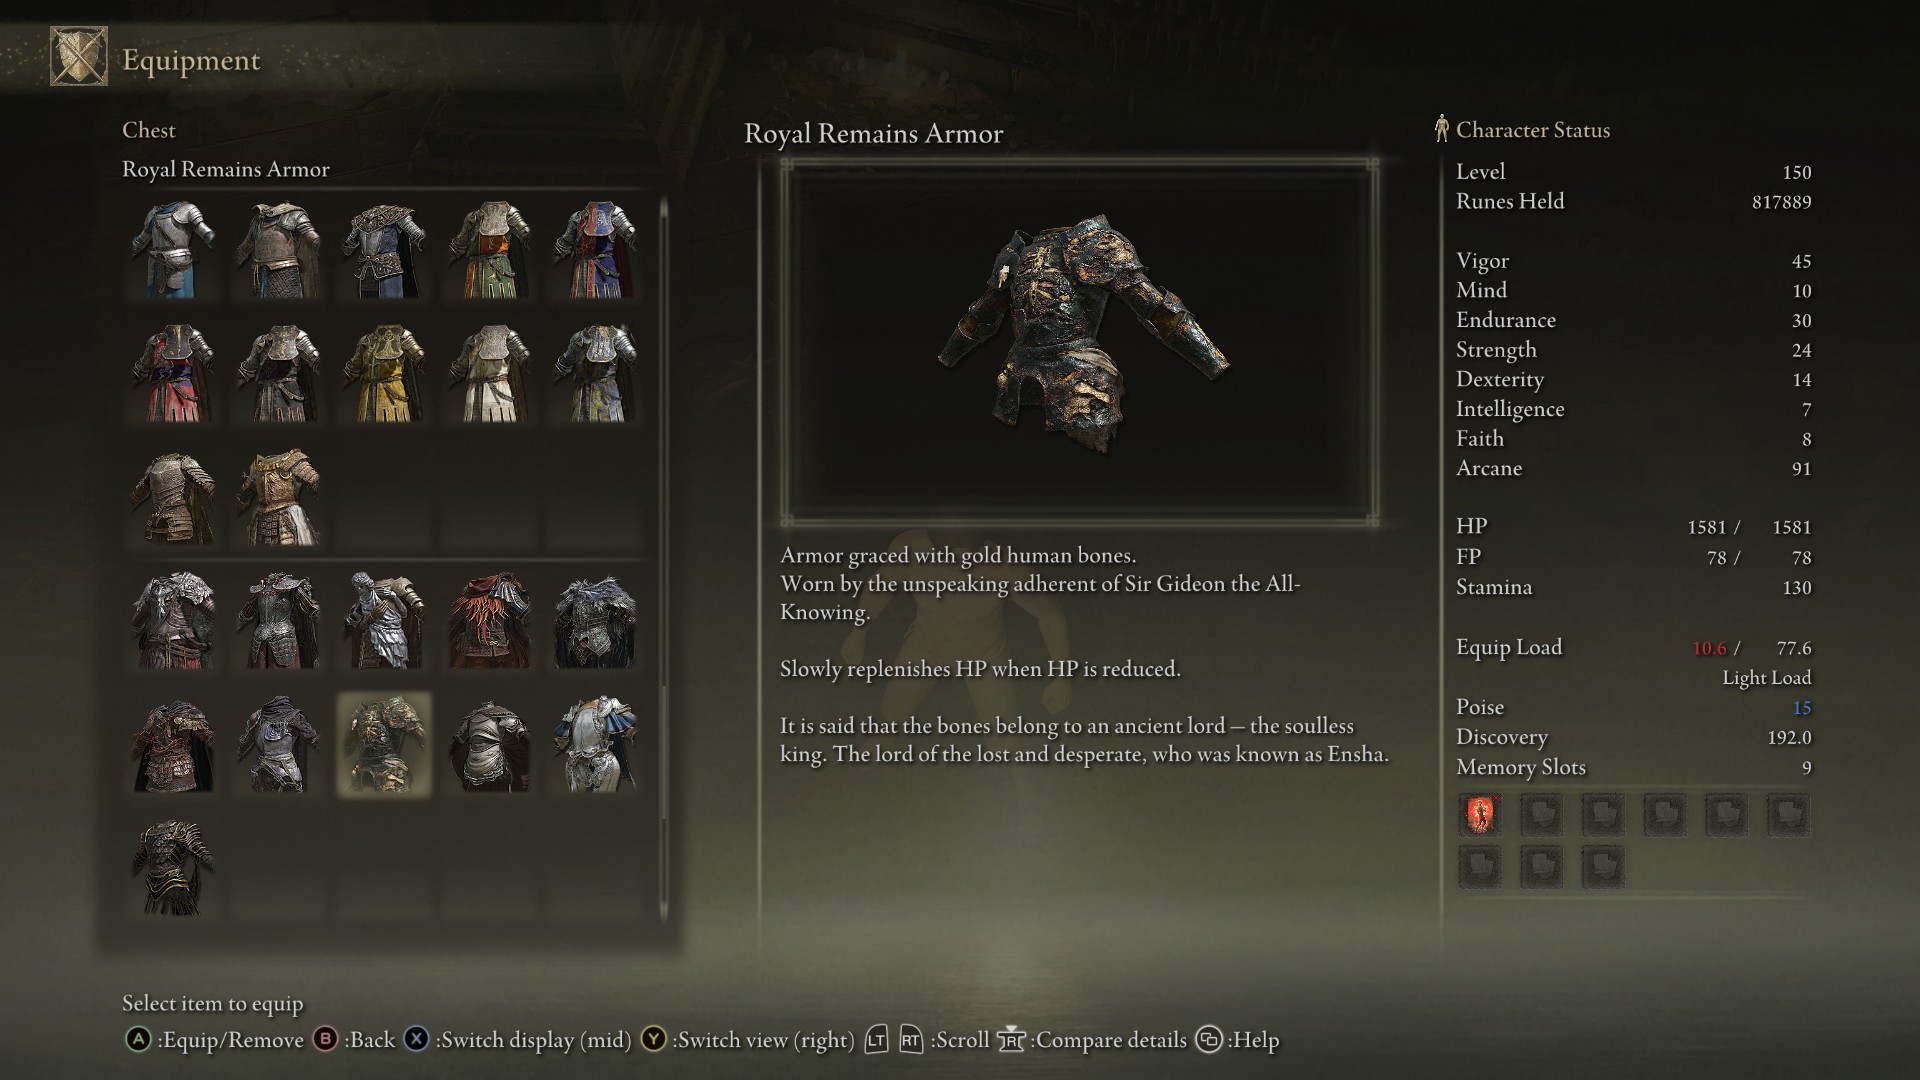 Equipment
Chest
Royal Remains Armor
Royal Remains Armor
Armor graced with gold human bones.
Worn by the unspeaking adherent of Sir Gideon the All-
Knowing.
Slowly replenishes HP when HP is reduced.
It is said that the bones belong to an ancient lord – the soulless
king. The lord of the lost and desperate, who was known as Ensha.
Character Status
Level 150
Runes Held 817889
Vigor 45
Mind 10
Endurance 30
Strength 24
Dexterity 14
Intelligence 7
Faith 8
Arcane 91
HP 1581 / 1581
FP 78 / 78
Stamina 130
Equip Load 10.6 / 77.6
Light Load
Poise 15
Discovery 192.0
Memory Slots 9
Select item to equip
A :Equip/Remove B :Back X :Switch display (mid) Y :Switch view (right) LT RT :Scroll R :Compare details :Help